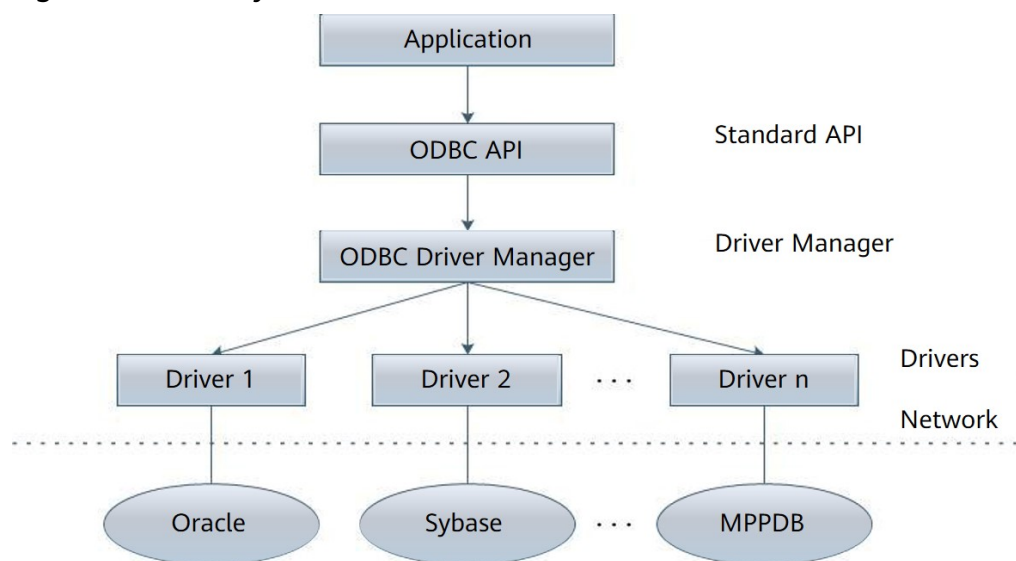 Application
ODBC API
Standard API
ODBC Driver Manager
Driver Manager
Driver 1
Driver 2
. . .
Driver n
Drivers
Network
Oracle
Sybase
. . .
MPPDB